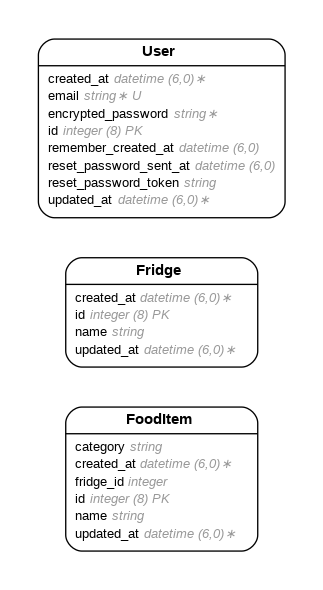 User
created_at datetime (6,0)∗
email string∗ U
encrypted_password string∗
id integer (8) PK
remember_created_at datetime (6,0)
reset_password_sent_at datetime (6,0)
reset_password_token string
updated_at datetime (6,0)∗
Fridge
created_at datetime (6,0)∗
id integer (8) PK
name string
updated_at datetime (6,0)∗
FoodItem
category string
created_at datetime (6,0)∗
fridge_id integer
id integer (8) PK
name string
updated_at datetime (6,0)∗